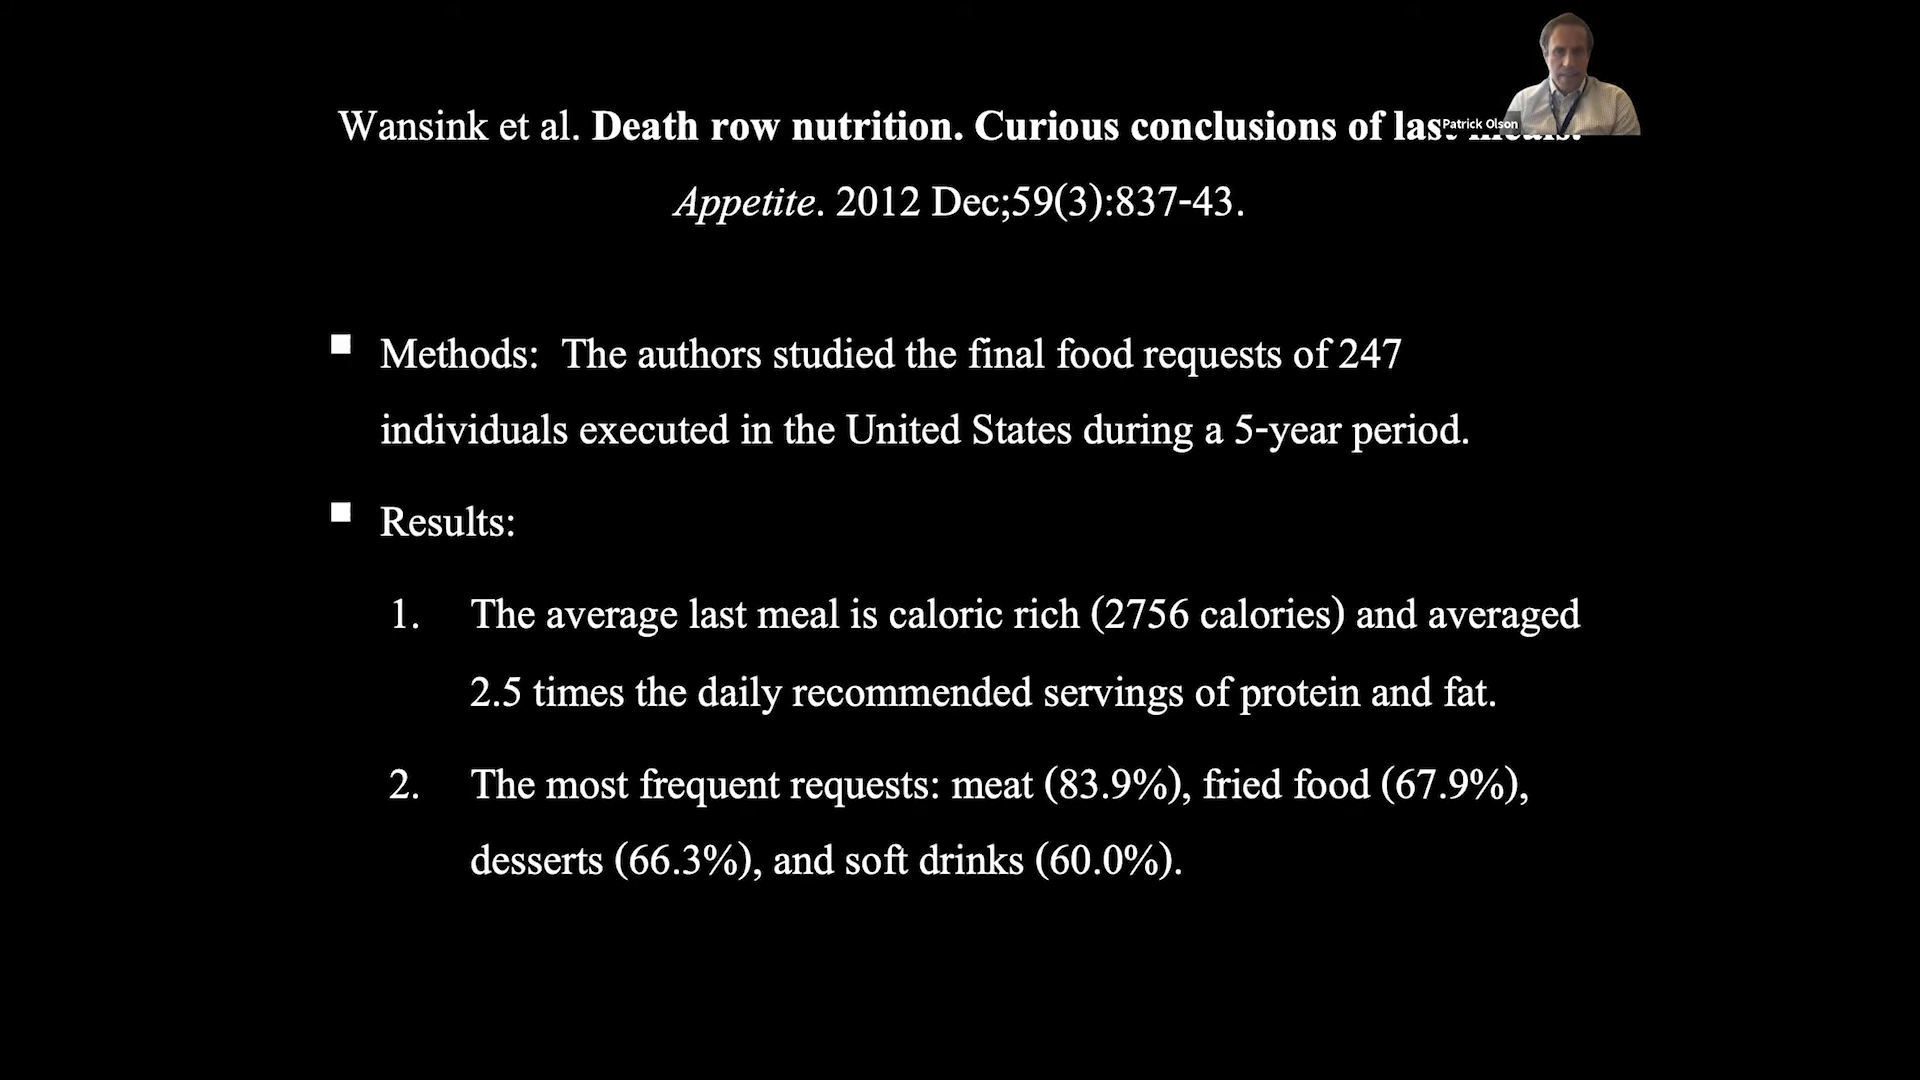 Wansink et al. Death row nutrition. Curious conclusions of last meals.
Patrick Olson
Appetite. 2012 Dec;59(3):837-43.
■ Methods:  The authors studied the final food requests of 247
individuals executed in the United States during a 5-year period.
■ Results:
1. The average last meal is caloric rich (2756 calories) and averaged
2.5 times the daily recommended servings of protein and fat.
2. The most frequent requests: meat (83.9%), fried food (67.9%),
desserts (66.3%), and soft drinks (60.0%).